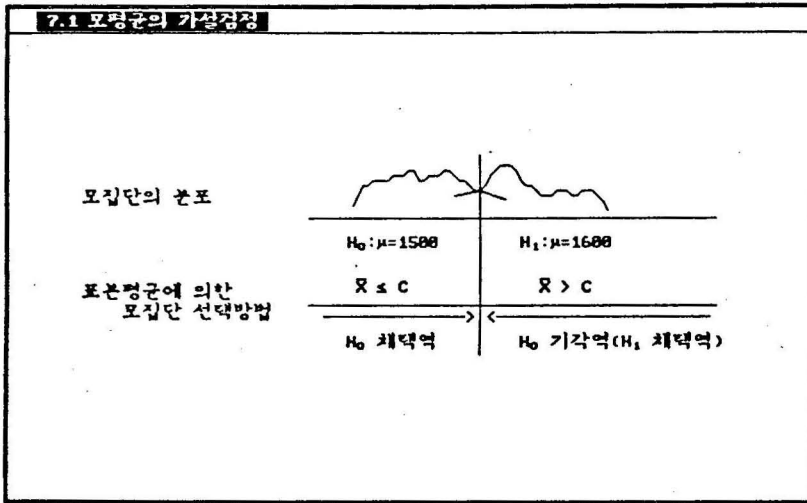 7.1 모평균의 가설검정
모집단의 분포
H₀:μ=1500 H₁:μ=1600
표본평균에 의한
모집단 선택방법
X̄ ≤ C X̄ > C
H₀ 채택역 H₀ 기각역(H₁ 채택역)